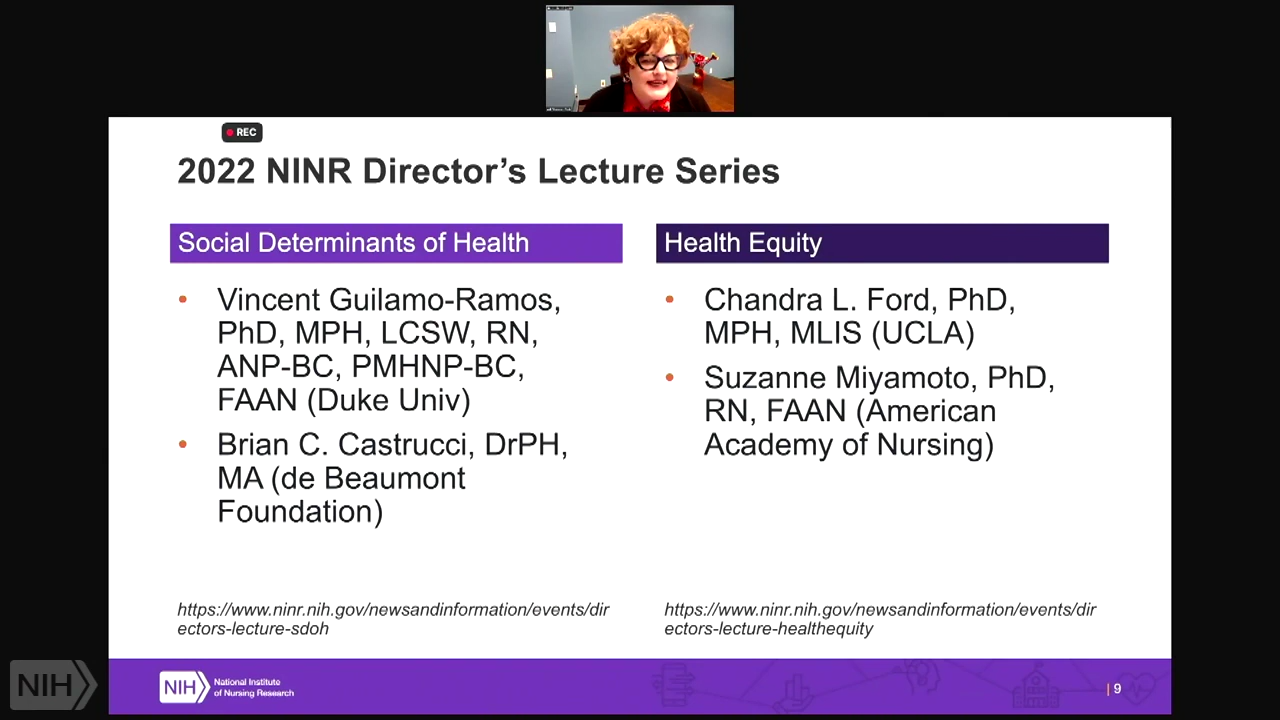 REC
2022 NINR Director's Lecture Series
Social Determinants of Health
• Vincent Guilamo-Ramos,
PhD, MPH, LCSW, RN,
ANP-BC, PMHNP-BC,
FAAN (Duke Univ)
• Brian C. Castrucci, DrPH,
MA (de Beaumont
Foundation)
https://www.ninr.nih.gov/newsandinformation/events/dir
ectors-lecture-sdoh
Health Equity
• Chandra L. Ford, PhD,
MPH, MLIS (UCLA)
• Suzanne Miyamoto, PhD,
RN, FAAN (American
Academy of Nursing)
https://www.ninr.nih.gov/newsandinformation/events/dir
ectors-lecture-healthequity
NIH
NIH
National Institute
of Nursing Research
| 9